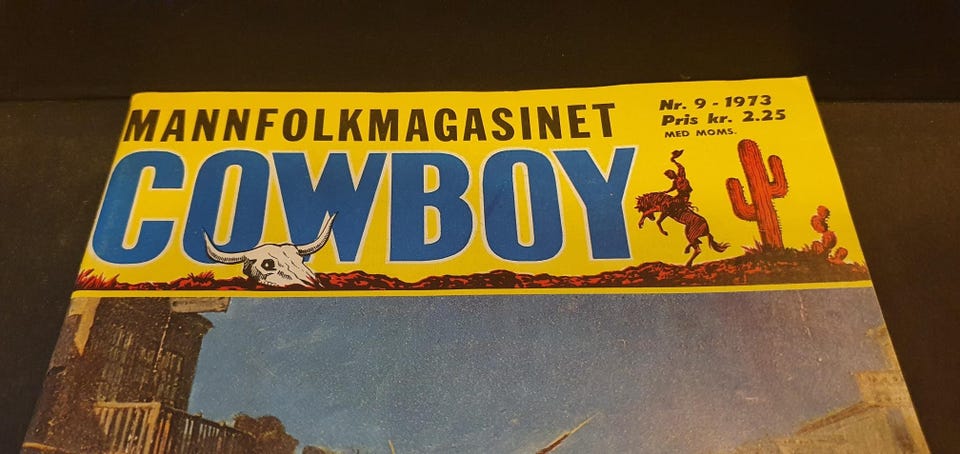 MANNFOLKMAGASINET
COWBOY
Nr. 9 - 1973
Pris kr. 2.25
MED MOMS.